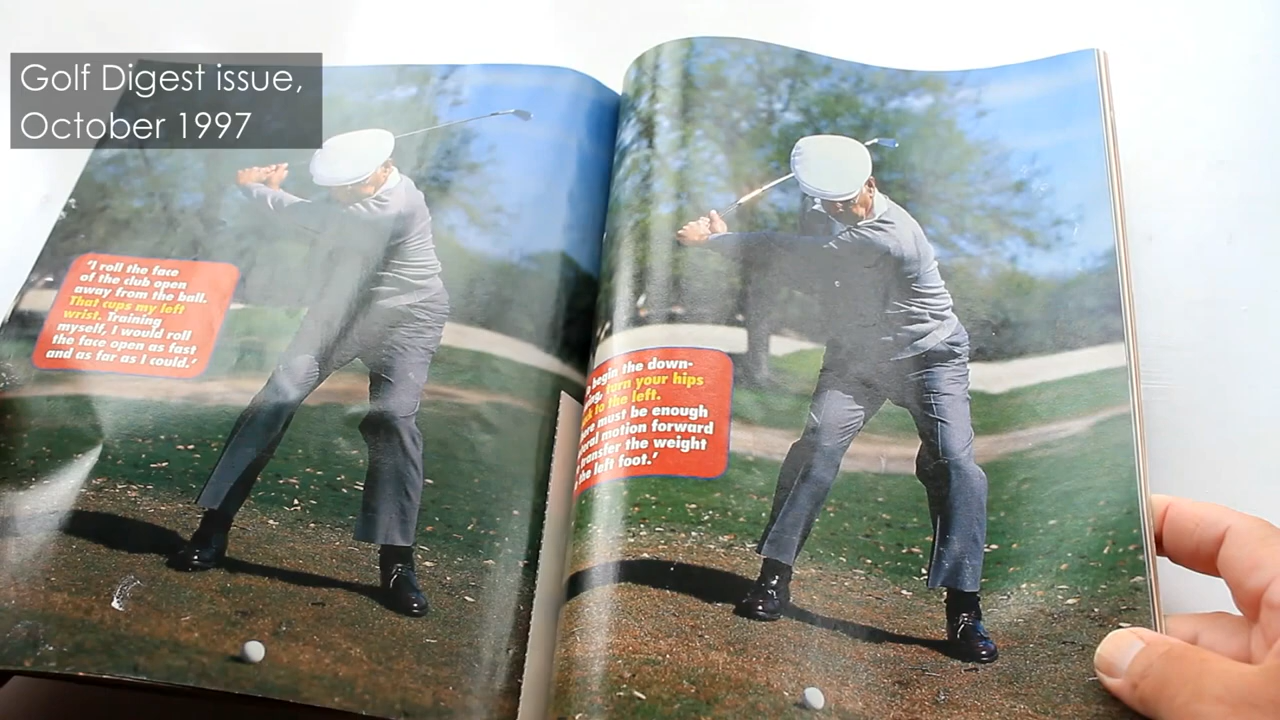 Golf Digest issue,
October 1997
"I roll the face
of the club open
away from the ball.
That cups my left
wrist. Training
myself, I would roll
the face open as fast
and as far as I could."
begin the down-
turn your hips
to the left.
must be enough
motion forward
transfer the weight
the left foot."